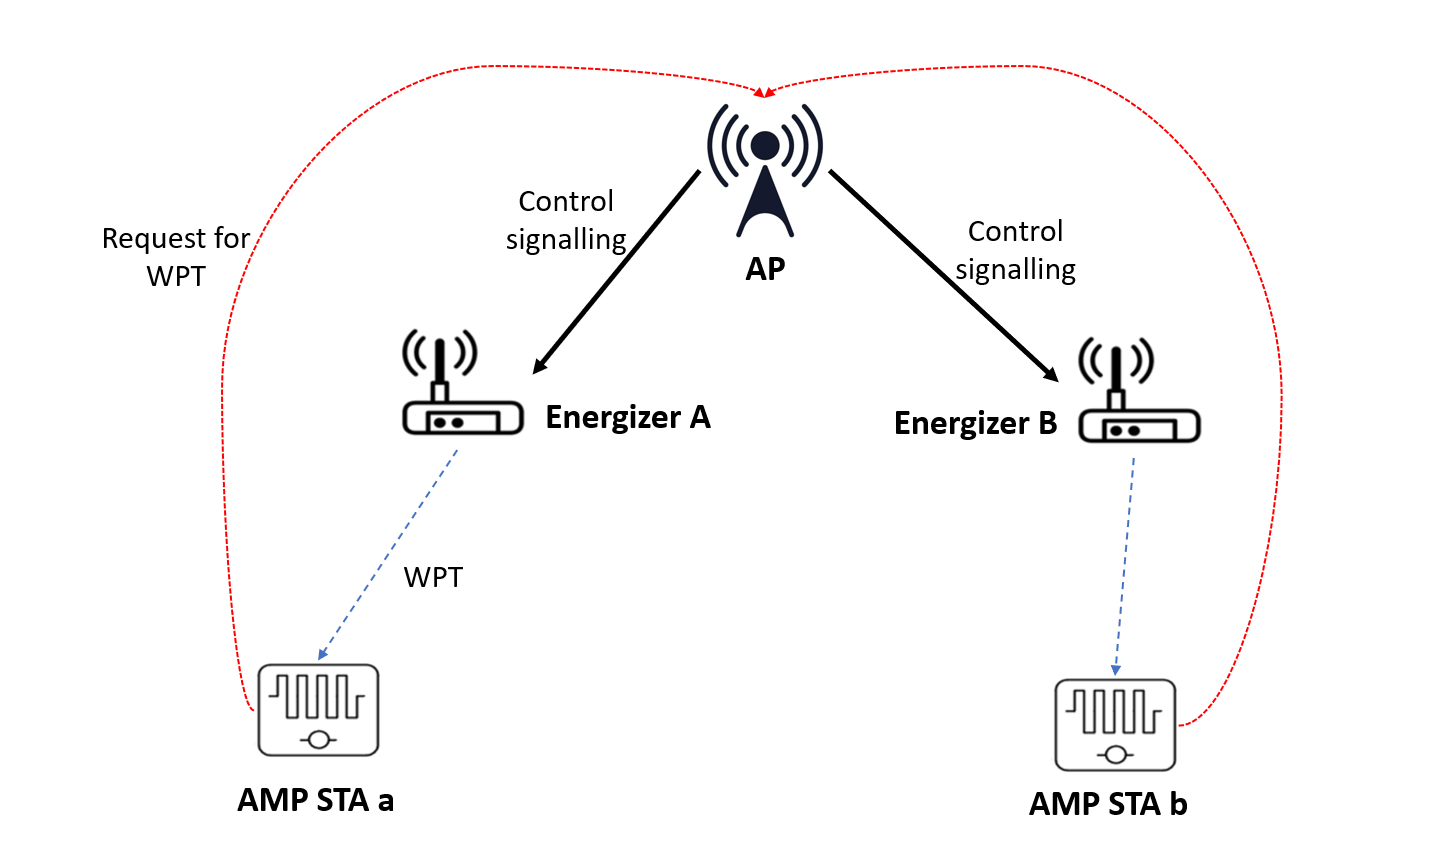 Control
signalling
Request for
WPT
Control
signalling
AP
Energizer A
Energizer B
WPT
AMP STA a
AMP STA b